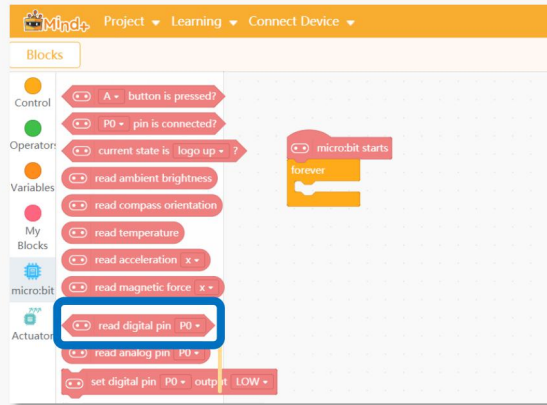 Mind+ Project Learning Connect Device
Blocks
Control
Operators
Variables
My
Blocks
micro:bit
Actuator
A button is pressed?
P0 pin is connected?
current state is logo up ?
read ambient brightness
read compass orientation
read temperature
read acceleration x
read magnetic force x
read digital pin P0
read analog pin P0
set digital pin P0 output LOW
micro:bit starts
forever